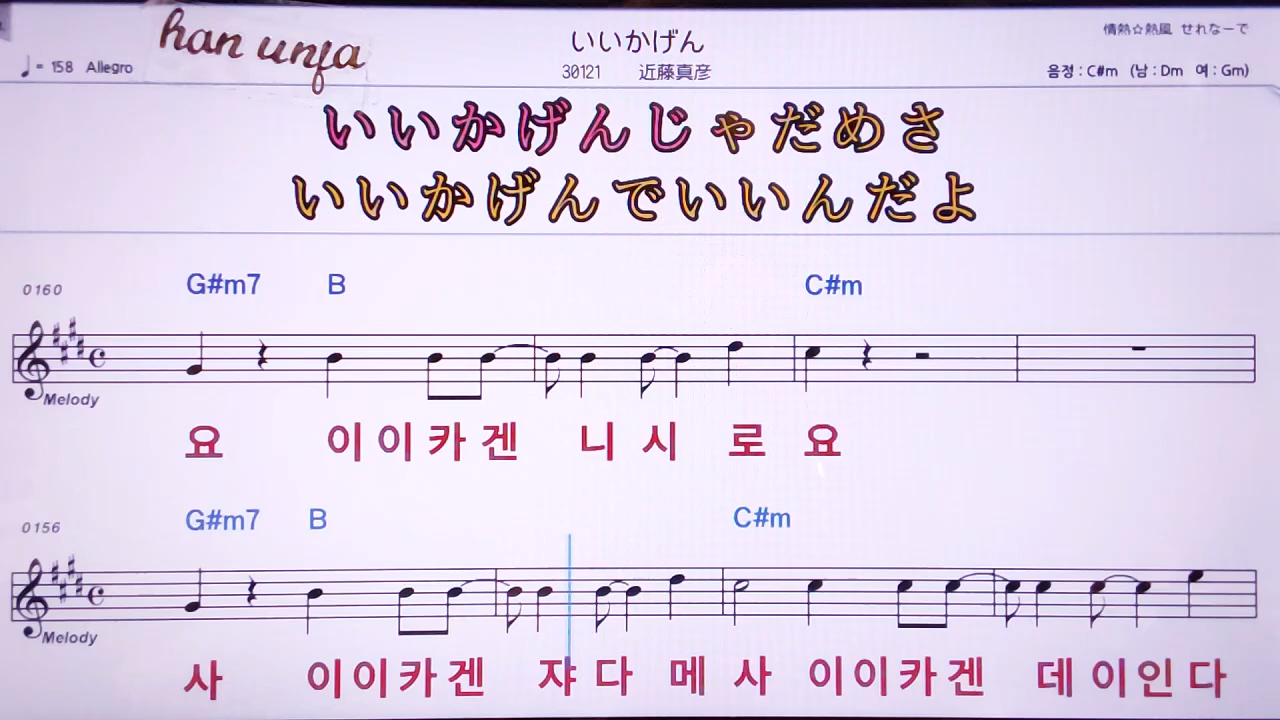 han unfa
いいかげん
情熱☆熱風 せれなーで
♩= 158 Allegro
30121 近藤真彦
음정 : C#m (남 : Dm 여 : Gm)
いいかげんじゃだめさ
いいかげんでいいんだよ
0160
G#m7 B C#m
Melody
요 이이카겐 니시로요
0156
G#m7 B C#m
Melody
사 이이카겐 쟈다메사이이카겐 데이인다